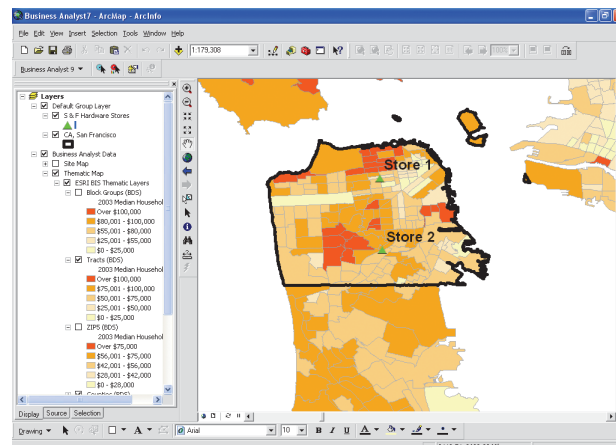 Business Analyst7 - ArcMap - ArcInfo
File Edit View Insert Selection Tools Window Help
1:179,308
100%
Business Analyst 9
Layers
Default Group Layer
S & F Hardware Stores
CA, San Francisco
Business Analyst Data
Site Map
Thematic Map
ESRI BIS Thematic Layers
Block Groups (BDS)
2003 Median Househol
Over $100,000
$80,001 - $100,000
$55,001 - $80,000
$25,001 - $55,000
$0 - $25,000
Tracts (BDS)
2003 Median Househol
Over $100,000
$75,001 - $100,000
$50,001 - $75,000
$25,001 - $50,000
$0 - $25,000
ZIPS (BDS)
2003 Median Househol
Over $75,000
$56,001 - $75,000
$42,001 - $56,000
$28,001 - $42,000
$0 - $28,000
Display Source Selection
Store 1
Store 2
Drawing
A
Arial
10
B I U A